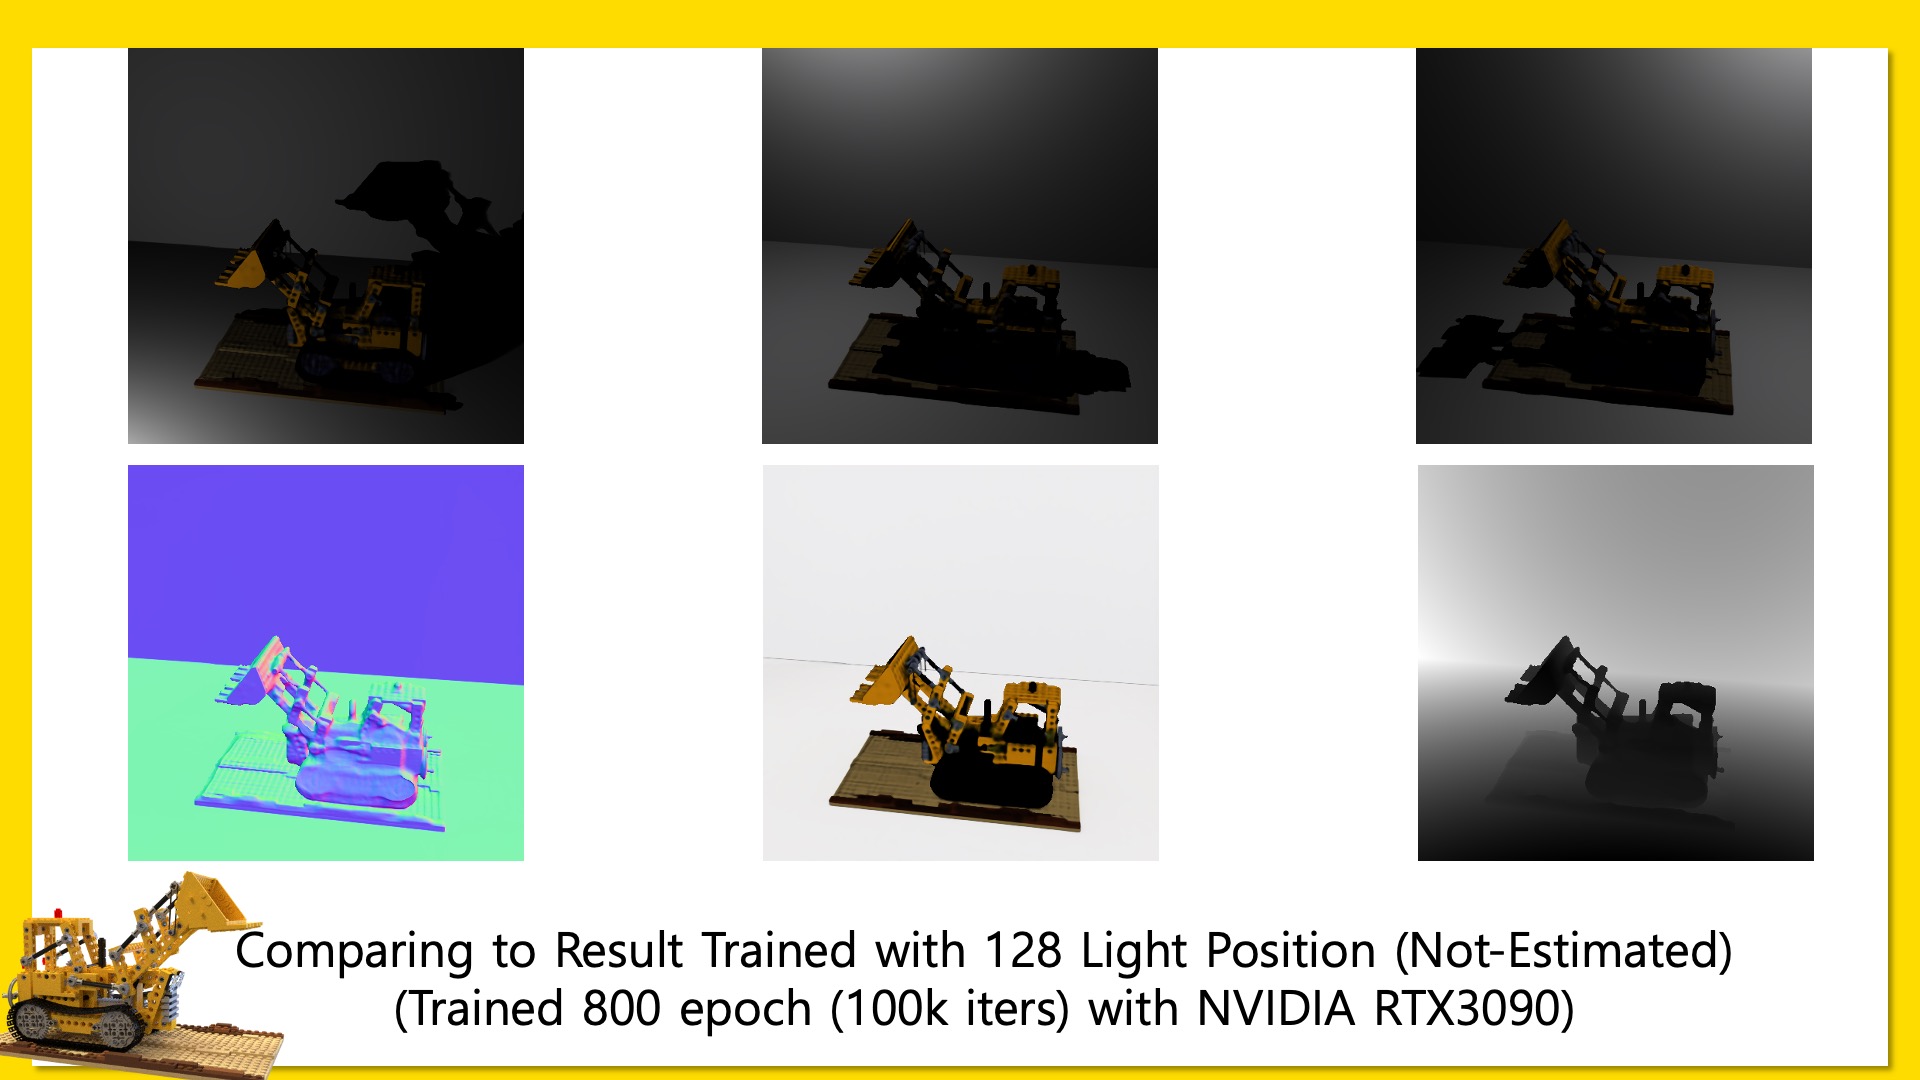 Comparing to Result Trained with 128 Light Position (Not-Estimated)
(Trained 800 epoch (100k iters) with NVIDIA RTX3090)